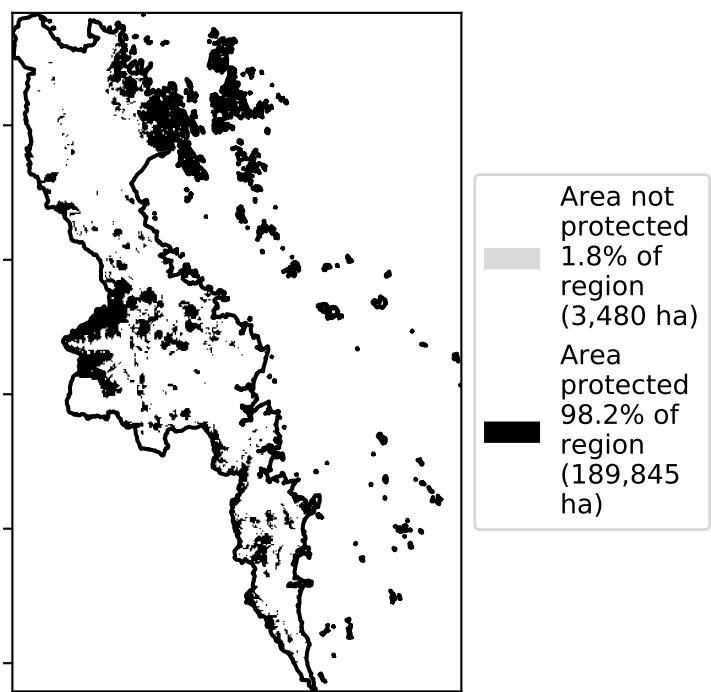 Area not
protected
1.8% of
region
(3,480 ha)
Area
protected
98.2% of
region
(189,845
ha)